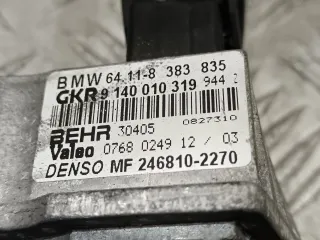 BMW 64.11-8 383 835
GKR 9 140 010 319 944 2
BEHR 30405 0827310
Valeo 0768 0249 12 / 03
DENSO MF 246810-2270